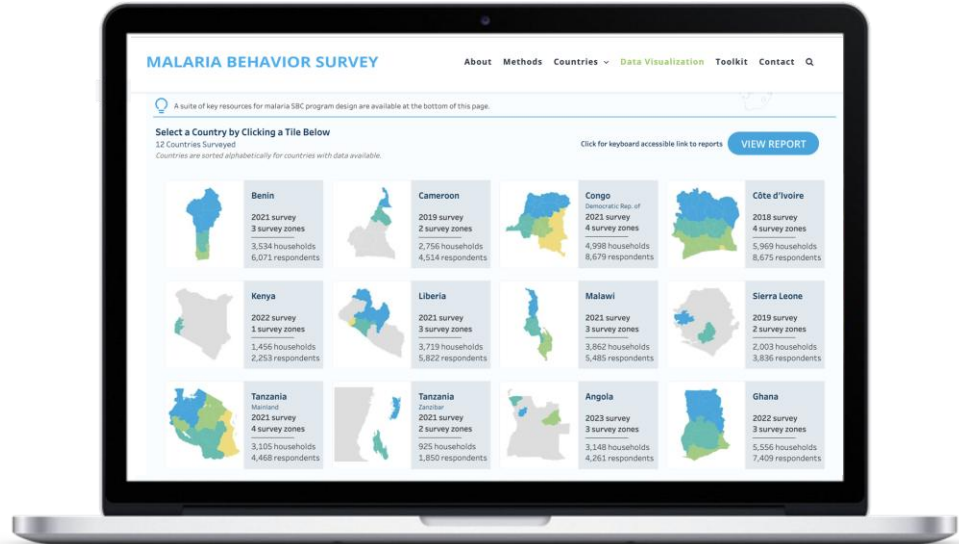 MALARIA BEHAVIOR SURVEY
About Methods Countries Data Visualization Toolkit Contact
A suite of key resources for malaria SBC program design are available at the bottom of this page.
Select a Country by Clicking a Tile Below
12 Countries Surveyed
Countries are sorted alphabetically for countries with data available.
Click for keyboard accessible link to reports VIEW REPORT
Benin
2021 survey
3 survey zones
3,534 households
6,071 respondents
Cameroon
2019 survey
2 survey zones
2,756 households
4,514 respondents
Congo
Democratic Rep. of
2021 survey
4 survey zones
4,998 households
8,679 respondents
Côte d'Ivoire
2018 survey
4 survey zones
5,969 households
8,675 respondents
Kenya
2022 survey
1 survey zones
1,456 households
2,253 respondents
Liberia
2021 survey
3 survey zones
3,719 households
5,822 respondents
Malawi
2021 survey
3 survey zones
3,862 households
5,485 respondents
Sierra Leone
2019 survey
2 survey zones
2,003 households
3,836 respondents
Tanzania
Mainland
2021 survey
4 survey zones
3,105 households
4,468 respondents
Tanzania
Zanzibar
2021 survey
2 survey zones
925 households
1,850 respondents
Angola
2023 survey
3 survey zones
3,148 households
4,261 respondents
Ghana
2022 survey
3 survey zones
5,556 households
7,409 respondents